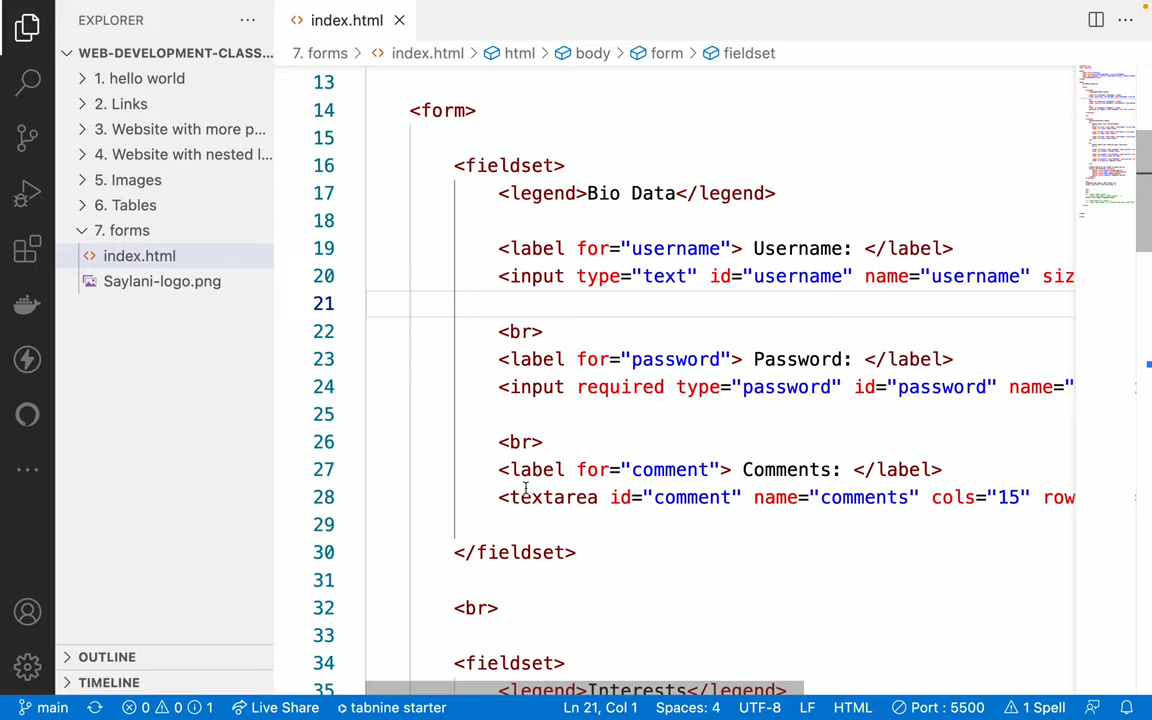 EXPLORER
index.html
WEB-DEVELOPMENT-CLASS...
1. hello world
2. Links
3. Website with more p...
4. Website with nested l...
5. Images
6. Tables
7. forms
index.html
Saylani-logo.png
OUTLINE
TIMELINE
7. forms > index.html > html > body > form > fieldset
13
14 <form>
15
16 <fieldset>
17 <legend>Bio Data</legend>
18
19 <label for="username"> Username: </label>
20 <input type="text" id="username" name="username" siz
21
22 <br>
23 <label for="password"> Password: </label>
24 <input required type="password" id="password" name="
25
26 <br>
27 <label for="comment"> Comments: </label>
28 <textarea id="comment" name="comments" cols="15" row
29
30 </fieldset>
31
32 <br>
33
34 <fieldset>
35 <legend>Interests</legend>
main 0 0 1 Live Share tabnine starter Ln 21, Col 1 Spaces: 4 UTF-8 LF HTML Port : 5500 1 Spell